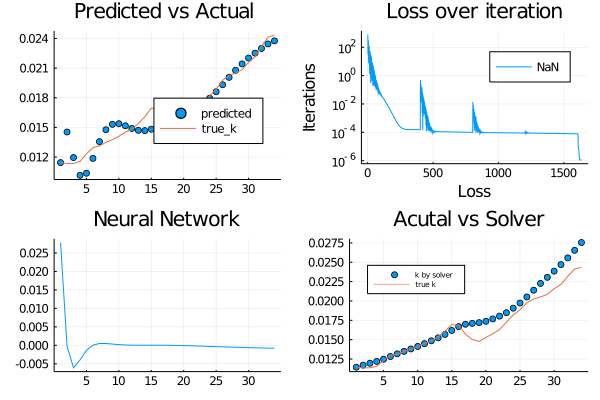 Predicted vs Actual
0.024
0.021
0.018
0.015
0.012
predicted
true_k
5 10 15 20 25 30
Loss over iteration
10^2
10^0
10^-2
10^-4
10^-6
Iterations
NaN
0 500 1000 1500
Loss
Neural Network
0.025
0.020
0.015
0.010
0.005
0.000
-0.005
5 10 15 20 25 30
Acutal vs Solver
0.0275
0.0250
0.0225
0.0200
0.0175
0.0150
0.0125
k by solver
true k
5 10 15 20 25 30